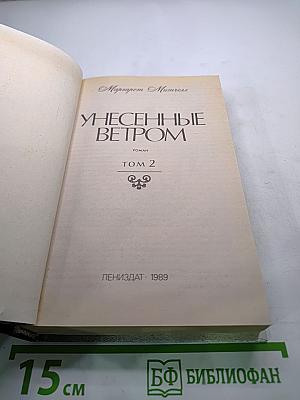 Маргарет Митчелл
УНЕСЕННЫЕ
ВЕТРОМ
РОМАН
ТОМ 2
ЛЕНИЗДАТ · 1989
15 см
БФ БИБЛИОФАН